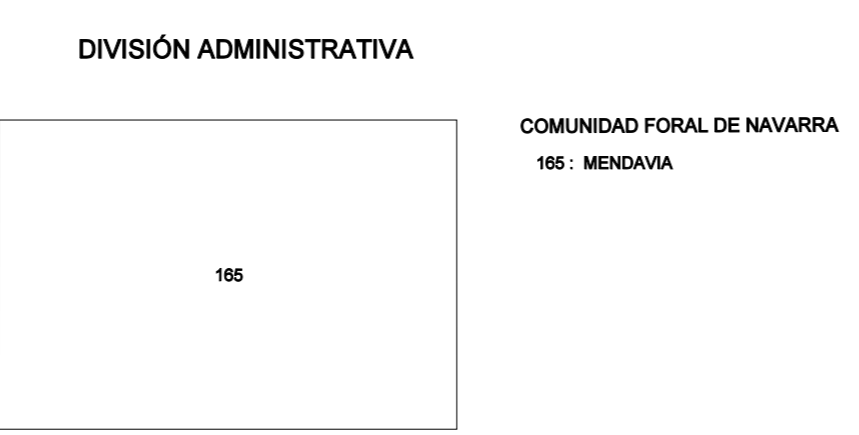 DIVISIÓN ADMINISTRATIVA
COMUNIDAD FORAL DE NAVARRA
165 : MENDAVIA
165